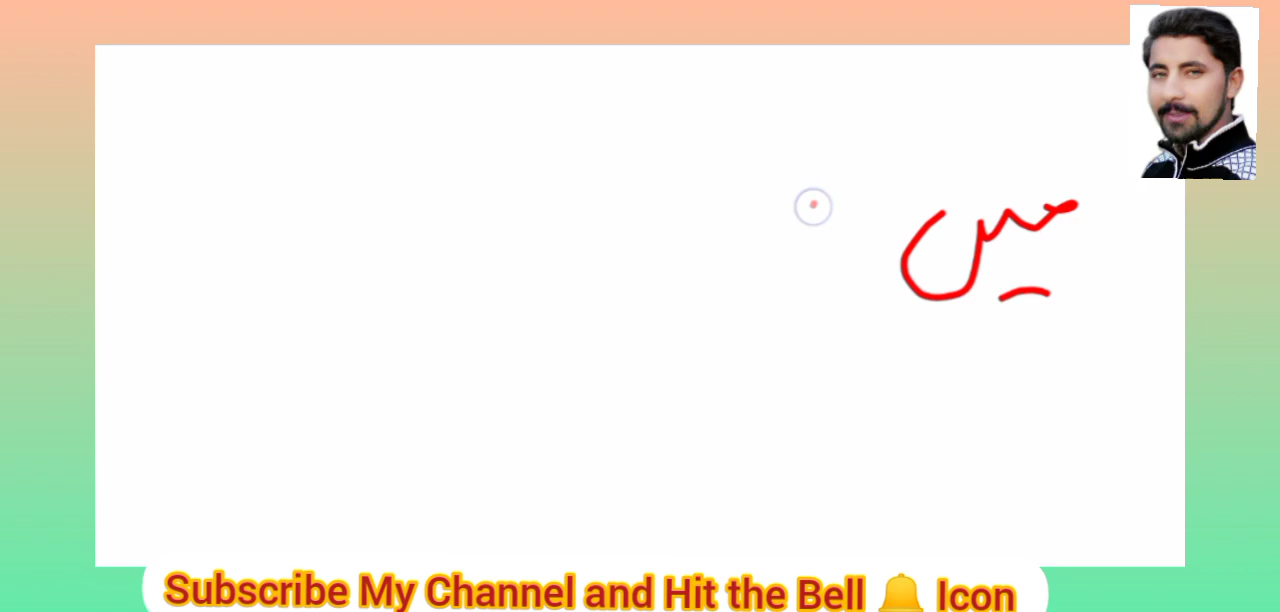 میں
Subscribe My Channel and Hit the Bell 🔔 Icon